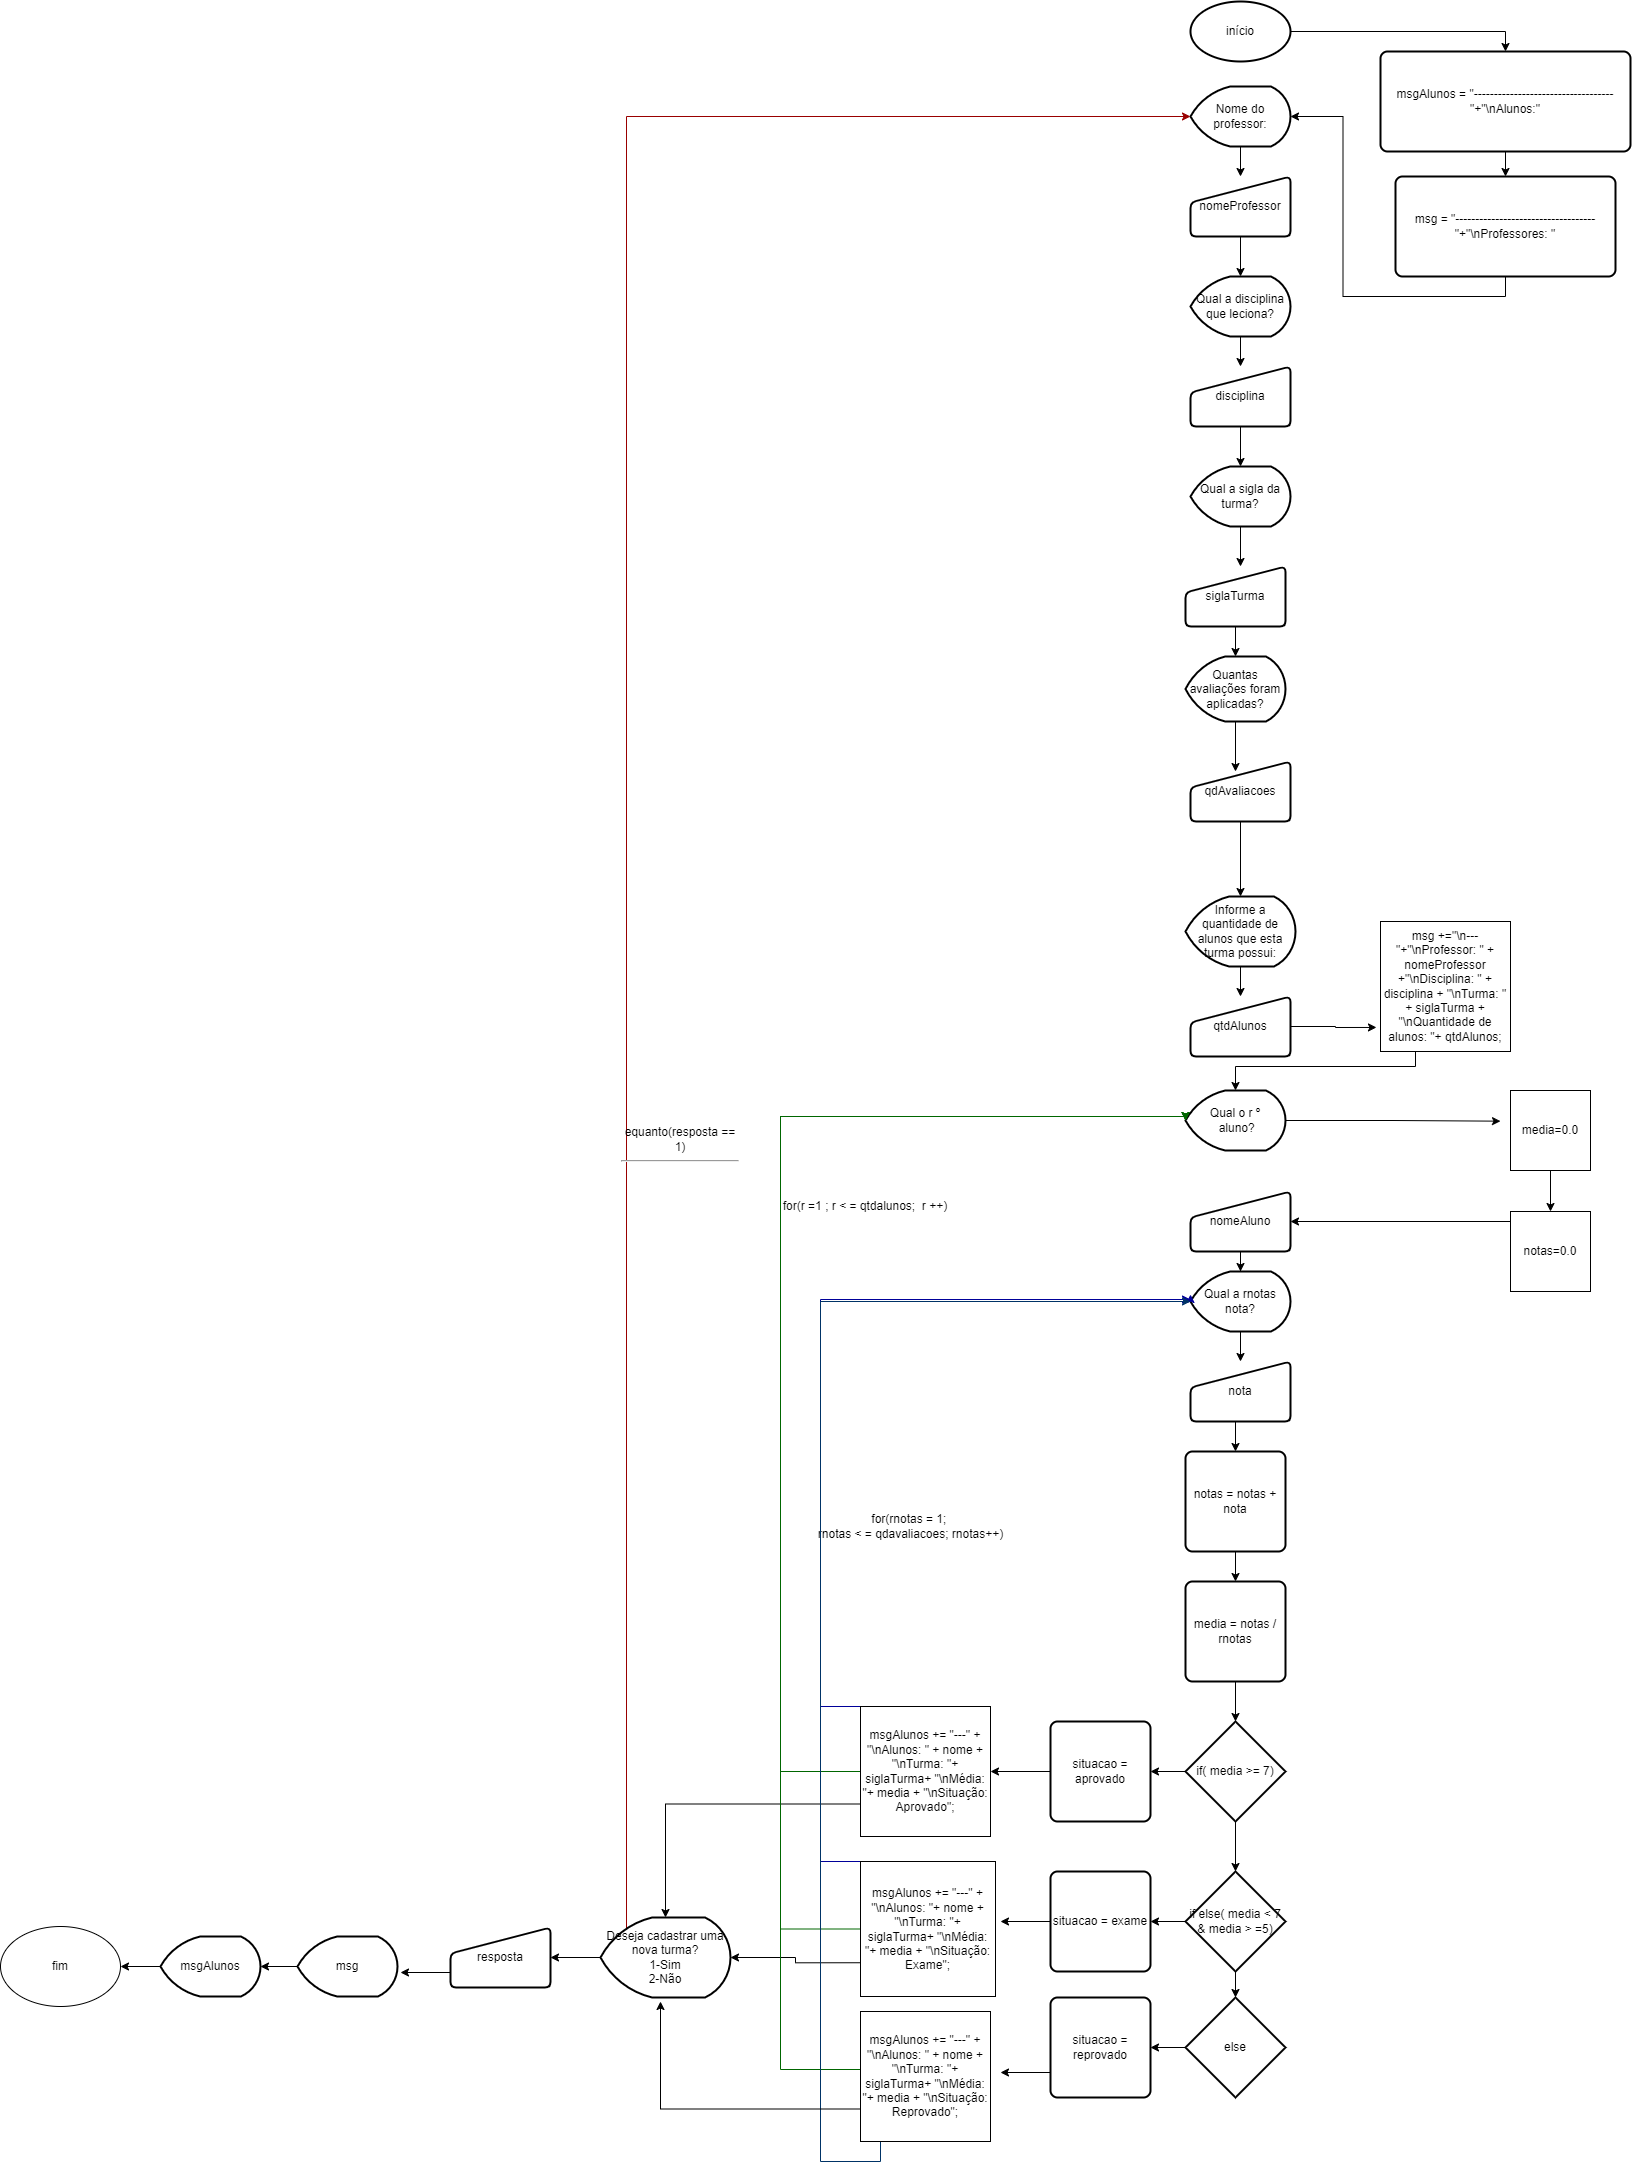 início
msgAlunos = "-----------------------------------
"+"\nAlunos:"
Nome do
professor:
msg = "-----------------------------------
"+"\nProfessores: "
nomeProfessor
Qual a disciplina
que leciona?
disciplina
Qual a sigla da
turma?
siglaTurma
Quantas
avaliações foram
aplicadas?
qdAvaliacoes
Informe a
quantidade de
alunos que esta
turma possui:
msg +="\n---
"+"\nProfessor: " +
nomeProfessor
+"\nDisciplina: " +
disciplina + "\nTurma: "
+ siglaTurma +
"\nQuantidade de
alunos: "+ qtdAlunos;
qtdAlunos
Qual o r º
aluno?
media=0.0
equanto(resposta ==
1)
for(r =1 ; r < = qtdalunos;  r ++)
nomeAluno
notas=0.0
Qual a rnotas
nota?
nota
notas = notas +
nota
for(rnotas = 1;
rnotas < = qdavaliacoes; rnotas++)
media = notas /
rnotas
if( media >= 7)
situacao =
aprovado
msgAlunos += "---" +
"\nAlunos: " + nome +
"\nTurma: "+
siglaTurma+ "\nMédia:
"+ media + "\nSituação:
Aprovado";
if else( media < 7
& media > =5)
situacao = exame
msgAlunos += "---" +
"\nAlunos: "+ nome +
"\nTurma: "+
siglaTurma+ "\nMédia:
"+ media + "\nSituação:
Exame";
Deseja cadastrar uma
nova turma?
1-Sim
2-Não
resposta
msg
msgAlunos
fim
else
situacao =
reprovado
msgAlunos += "---" +
"\nAlunos: " + nome +
"\nTurma: "+
siglaTurma+ "\nMédia:
"+ media + "\nSituação:
Reprovado";